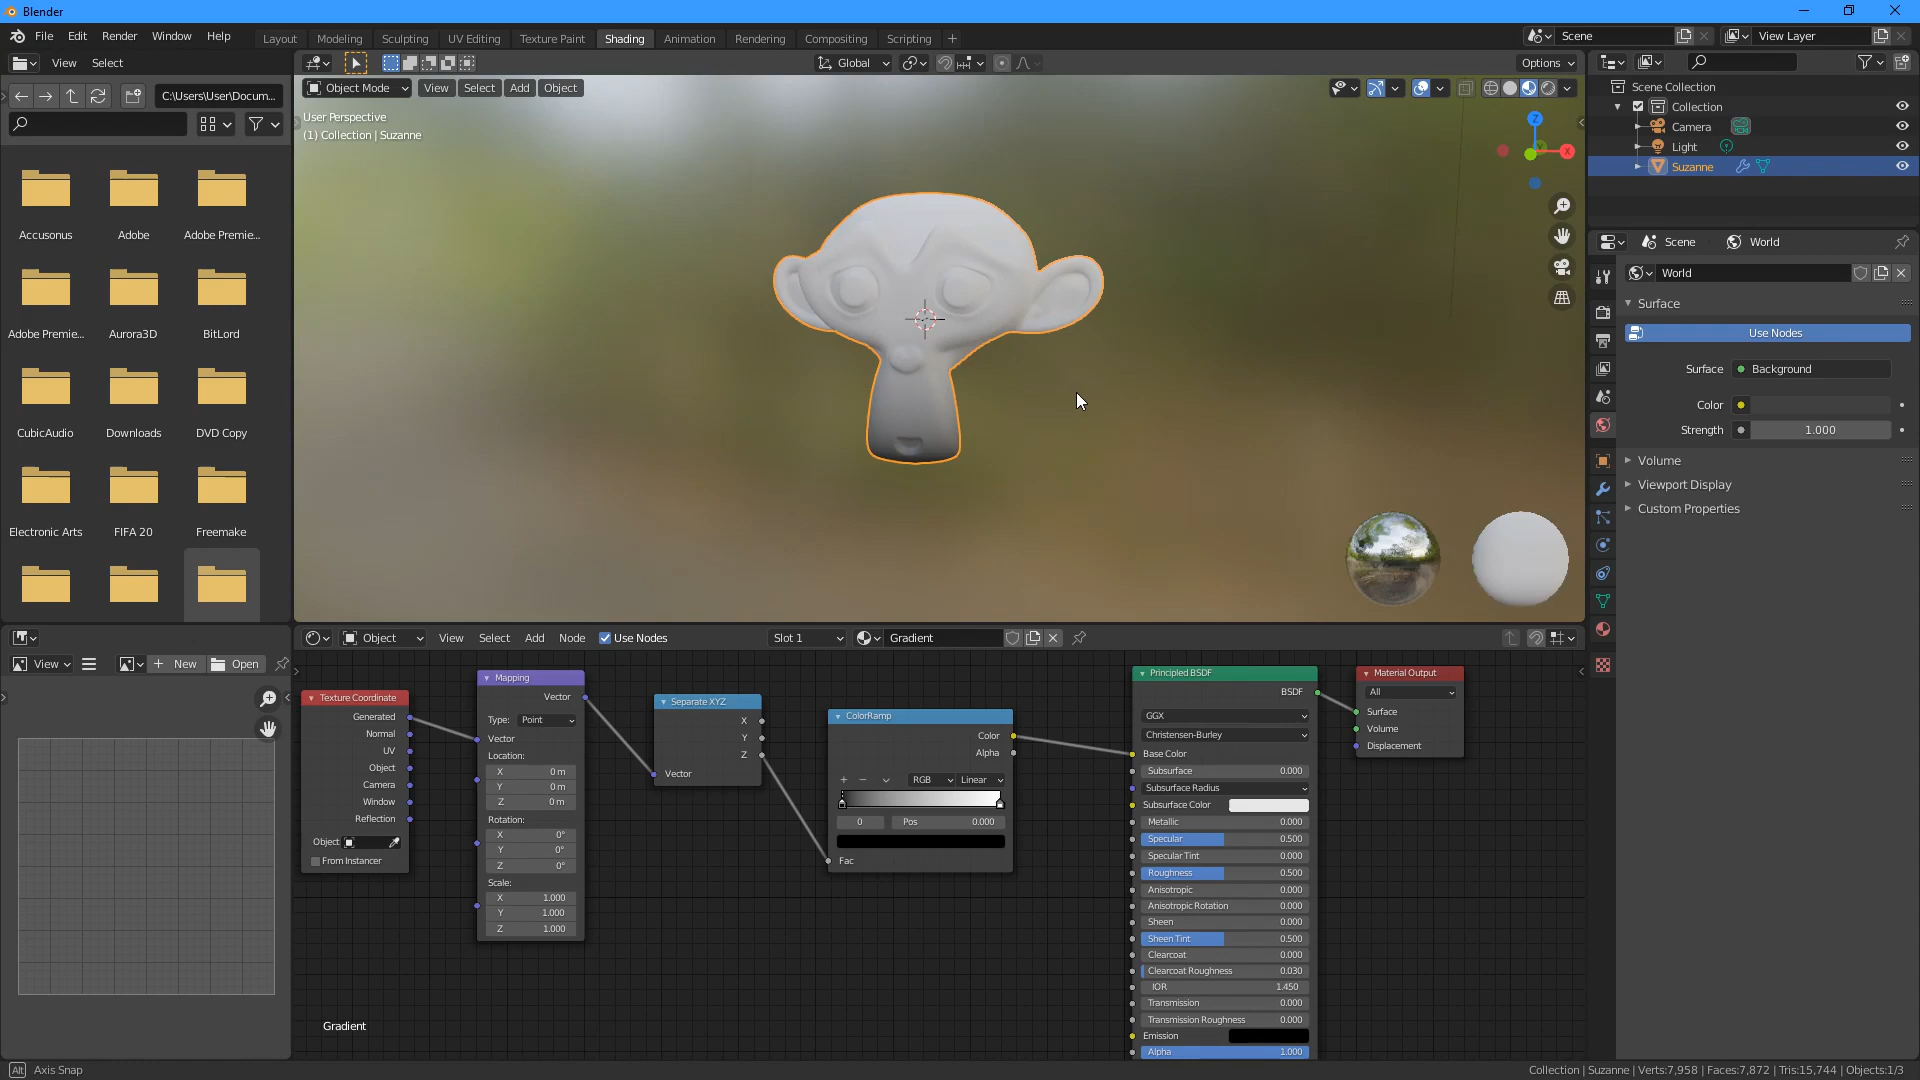 Blender
File Edit Render Window Help
Layout Modeling Sculpting UV Editing Texture Paint Shading Animation Rendering Compositing Scripting
Scene
View Layer
View Select
Global
Options
C:\Users\User\Docum...
Object Mode View Select Add Object
User Perspective
(1) Collection | Suzanne
Z
X
Scene Collection
Collection
Camera
Light
Suzanne
Accusonus Adobe Adobe Premie...
Adobe Premie... Aurora3D BitLord
CubicAudio Downloads DVD Copy
Electronic Arts FIFA 20 Freemake
Scene World
World
Surface
Use Nodes
Surface Background
Color
Strength 1.000
Volume
Viewport Display
Custom Properties
View New Open
Object View Select Add Node Use Nodes Slot 1 Gradient
Texture Coordinate
Generated
Normal
UV
Object
Camera
Window
Reflection
Object
From Instancer
Mapping
Vector
Type: Point
Vector
Location:
X 0 m
Y 0 m
Z 0 m
Rotation:
X 0°
Y 0°
Z 0°
Scale:
X 1.000
Y 1.000
Z 1.000
Separate XYZ
X
Y
Z
Vector
ColorRamp
Color
Alpha
RGB Linear
0 Pos 0.000
Fac
Principled BSDF
BSDF
GGX
Christensen-Burley
Base Color
Subsurface 0.000
Subsurface Radius
Subsurface Color
Metallic 0.000
Specular 0.500
Specular Tint 0.000
Roughness 0.500
Anisotropic 0.000
Anisotropic Rotation 0.000
Sheen 0.000
Sheen Tint 0.500
Clearcoat 0.000
Clearcoat Roughness 0.030
IOR 1.450
Transmission 0.000
Transmission Roughness 0.000
Emission
Alpha 1.000
Material Output
All
Surface
Volume
Displacement
Gradient
Alt Axis Snap
Collection | Suzanne | Verts:7,958 | Faces:7,872 | Tris:15,744 | Objects:1/3